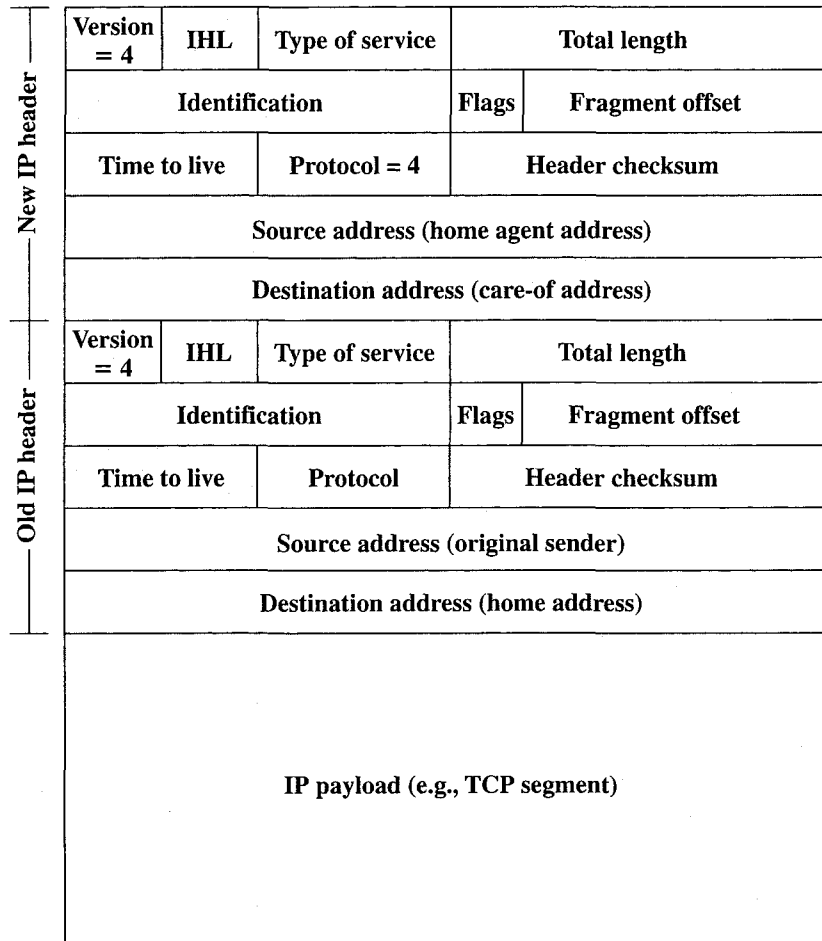 New IP header
Version = 4
IHL
Type of service
Total length
Identification
Flags
Fragment offset
Time to live
Protocol = 4
Header checksum
Source address (home agent address)
Destination address (care-of address)
Old IP header
Version = 4
IHL
Type of service
Total length
Identification
Flags
Fragment offset
Time to live
Protocol
Header checksum
Source address (original sender)
Destination address (home address)
IP payload (e.g., TCP segment)